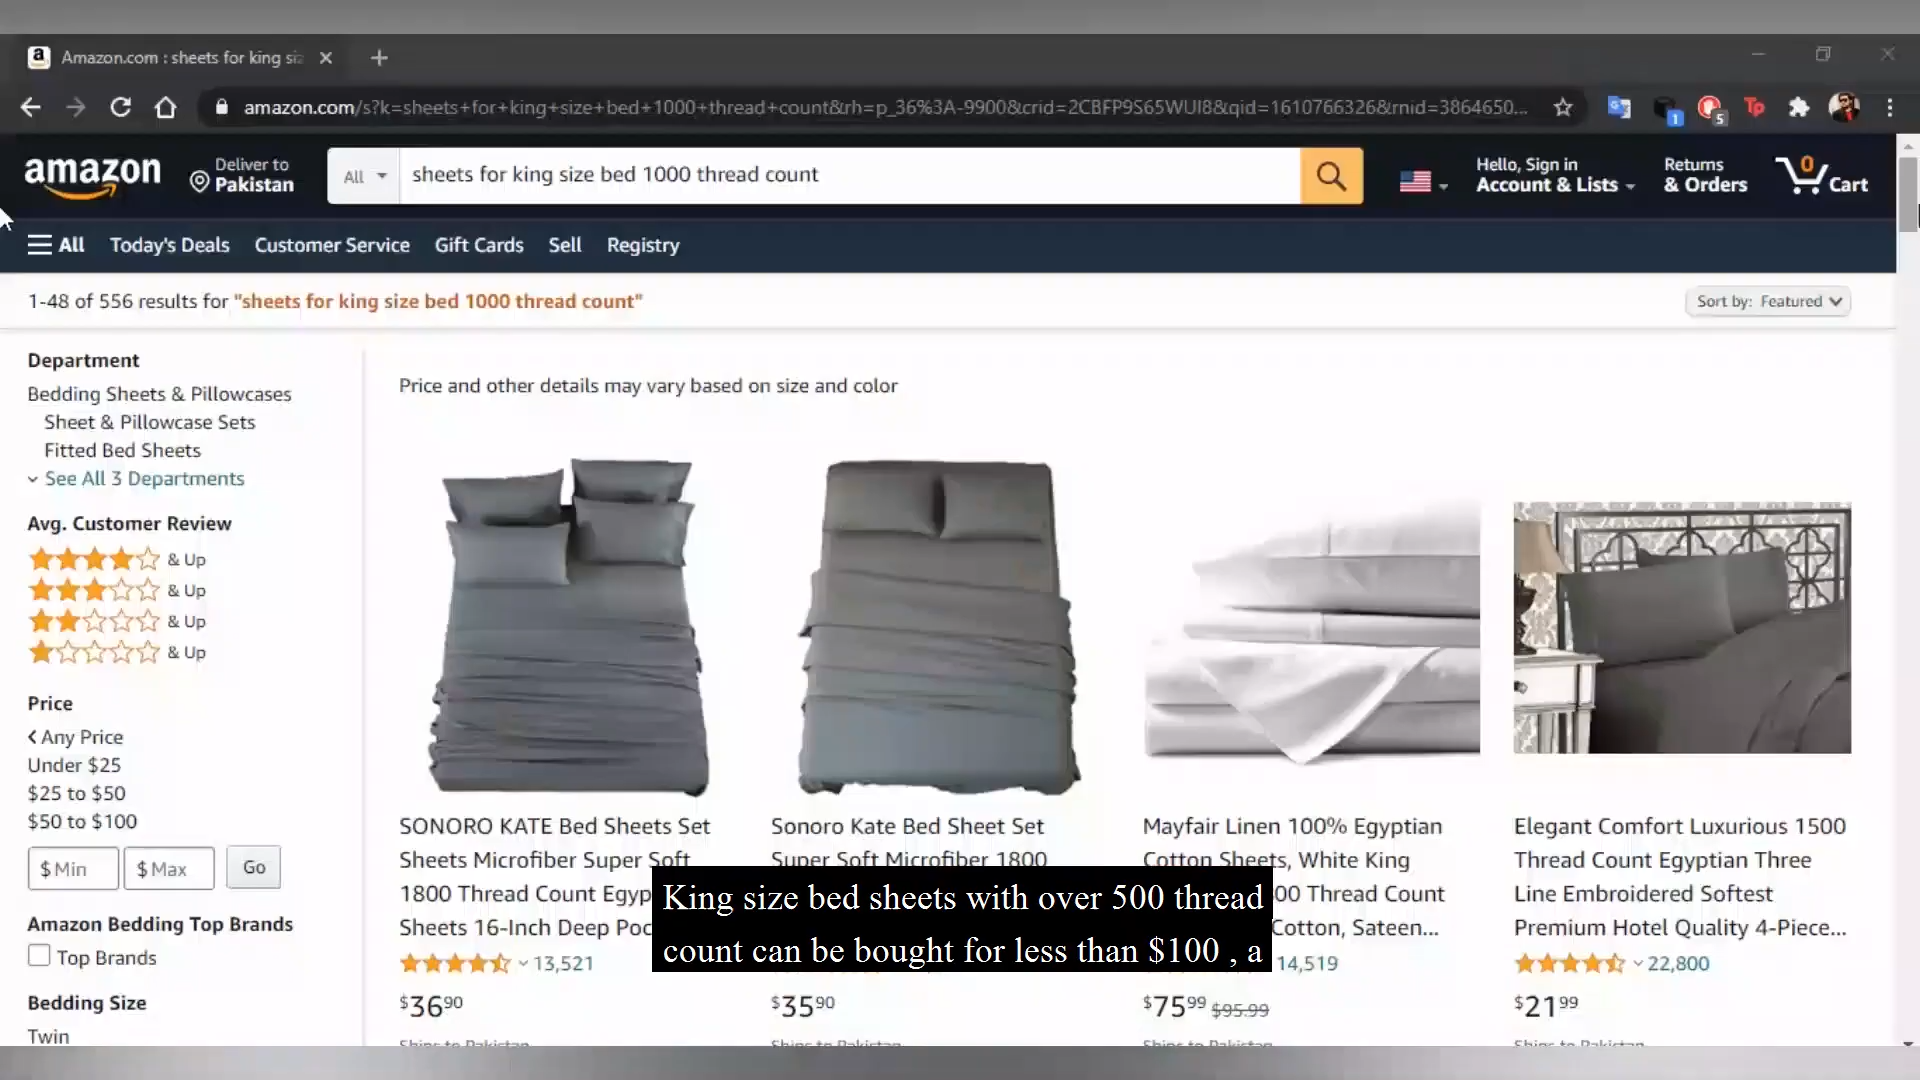 Amazon.com : sheets for king siz
amazon.com/s?k=sheets+for+king+size+bed+1000+thread+count&rh=p_36%3A-9900&crid=2CBFP9S65WUI8&qid=1610766326&rnid=3864650...
1
5
Tp
amazon
Deliver to
Pakistan
All
sheets for king size bed 1000 thread count
Hello, Sign in
Account & Lists
Returns
& Orders
0
Cart
All
Today's Deals
Customer Service
Gift Cards
Sell
Registry
1-48 of 556 results for "sheets for king size bed 1000 thread count"
Sort by: Featured
Department
Bedding Sheets & Pillowcases
Sheet & Pillowcase Sets
Fitted Bed Sheets
See All 3 Departments
Avg. Customer Review
& Up
& Up
& Up
& Up
Price
Any Price
Under $25
$25 to $50
$50 to $100
$ Min
$ Max
Go
Amazon Bedding Top Brands
Top Brands
Bedding Size
Twin
Price and other details may vary based on size and color
SONORO KATE Bed Sheets Set
Sheets Microfiber Super Soft
1800 Thread Count Egyp
Sheets 16-Inch Deep Poc
13,521
$36.90
Ships to Pakistan
Sonoro Kate Bed Sheet Set
Super Soft Microfiber 1800
$35.90
Ships to Pakistan
Mayfair Linen 100% Egyptian
Cotton Sheets, White King
00 Thread Count
Cotton, Sateen...
14,519
$75.99 $95.99
Ships to Pakistan
Elegant Comfort Luxurious 1500
Thread Count Egyptian Three
Line Embroidered Softest
Premium Hotel Quality 4-Piece...
22,800
$21.99
Ships to Pakistan
King size bed sheets with over 500 thread
count can be bought for less than $100 , a